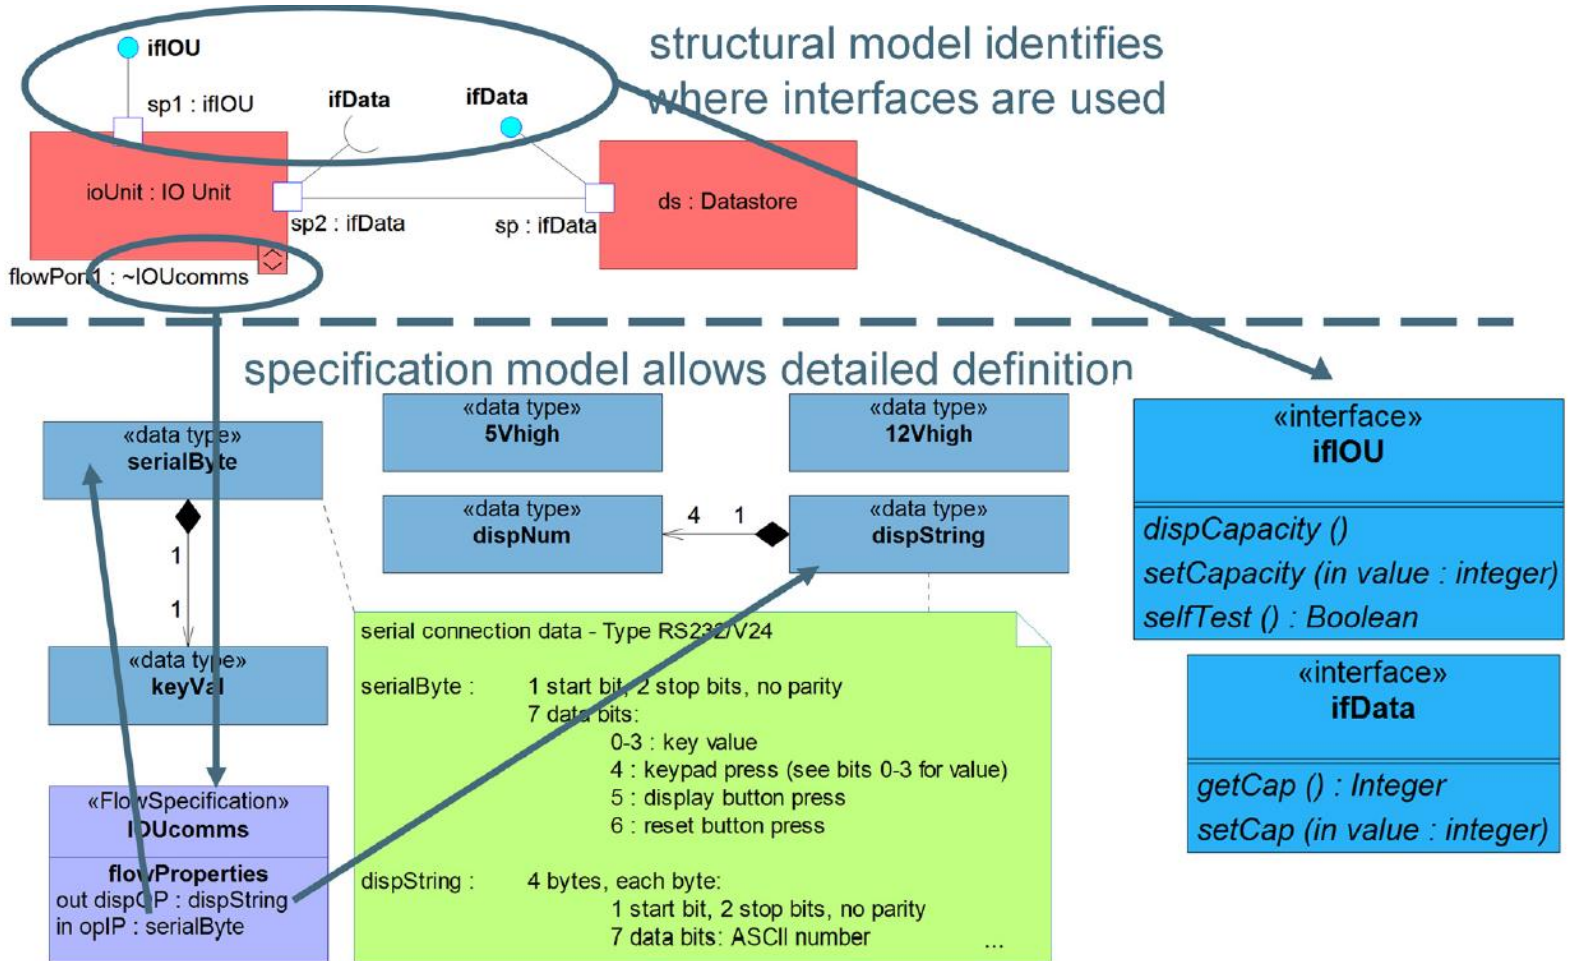 structural model identifies
where interfaces are used
ifIOU
sp1 : ifIOU
ifData
ifData
ioUnit : IO Unit
ds : Datastore
sp2 : ifData
sp : ifData
flowPort1 : ~IOUcomms
specification model allows detailed definition
«data type»
serialByte
«data type»
5Vhigh
«data type»
12Vhigh
«data type»
dispNum
4
1
«data type»
dispString
1
1
«data type»
keyVal
«FlowSpecification»
IOUcomms
flowProperties
out dispOP : dispString
in opIP : serialByte
serial connection data - Type RS232/V24
serialByte : 1 start bit, 2 stop bits, no parity
7 data bits:
0-3 : key value
4 : keypad press (see bits 0-3 for value)
5 : display button press
6 : reset button press
dispString : 4 bytes, each byte:
1 start bit, 2 stop bits, no parity
7 data bits: ASCII number ...
«interface»
ifIOU
dispCapacity ()
setCapacity (in value : integer)
selfTest () : Boolean
«interface»
ifData
getCap () : Integer
setCap (in value : integer)